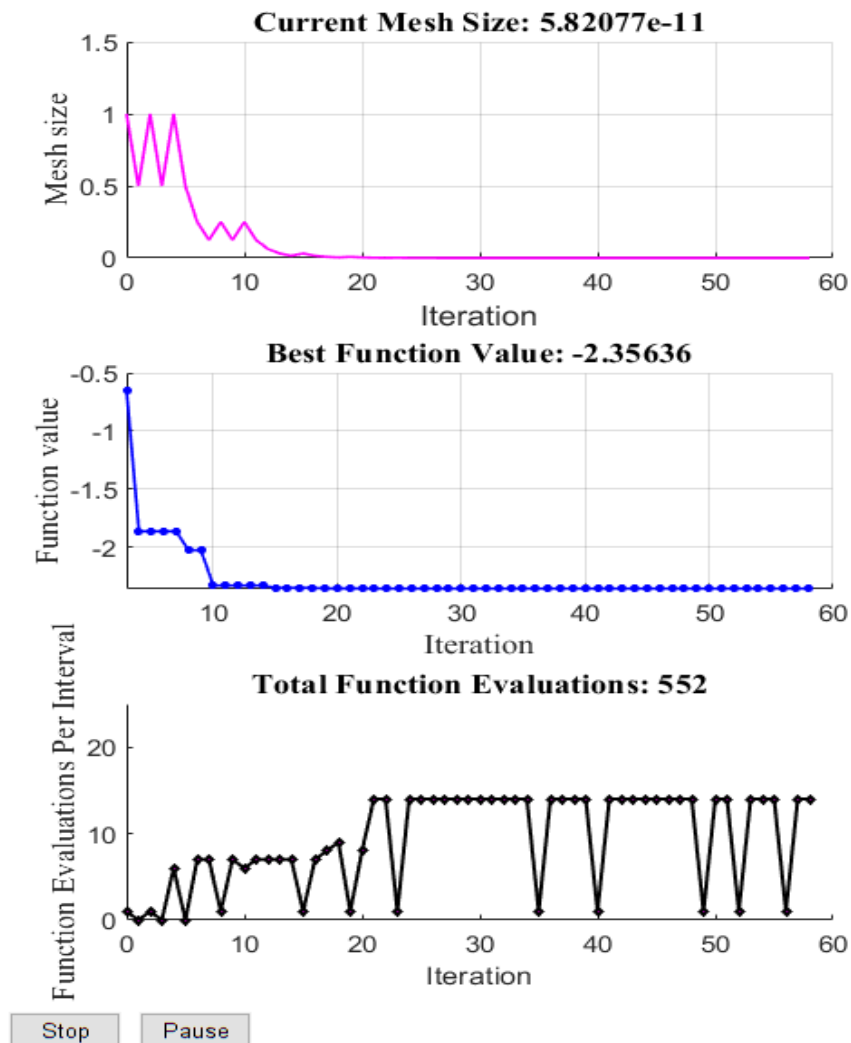 Current Mesh Size: 5.82077e-11
Mesh size
1.5
1
0.5
0
0 10 20 30 40 50 60
Iteration
Best Function Value: -2.35636
Function value
-0.5
-1
-1.5
-2
10 20 30 40 50 60
Iteration
Total Function Evaluations: 552
Function Evaluations Per Interval
20
10
0
0 10 20 30 40 50 60
Iteration
Stop Pause